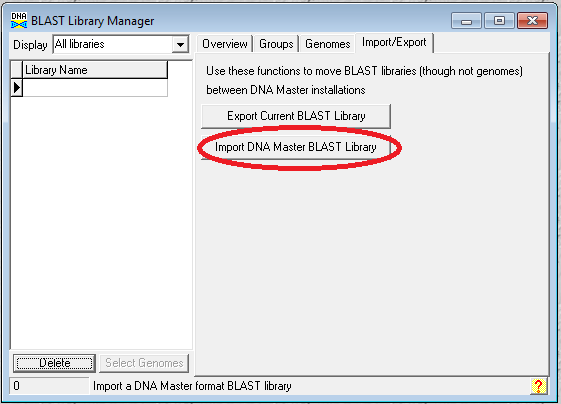 DNA BLAST Library Manager
Display All libraries
Overview Groups Genomes Import/Export
Library Name
Use these functions to move BLAST libraries (though not genomes)
between DNA Master installations
Export Current BLAST Library
Import DNA Master BLAST Library
Delete Select Genomes
0 Import a DNA Master format BLAST library ?